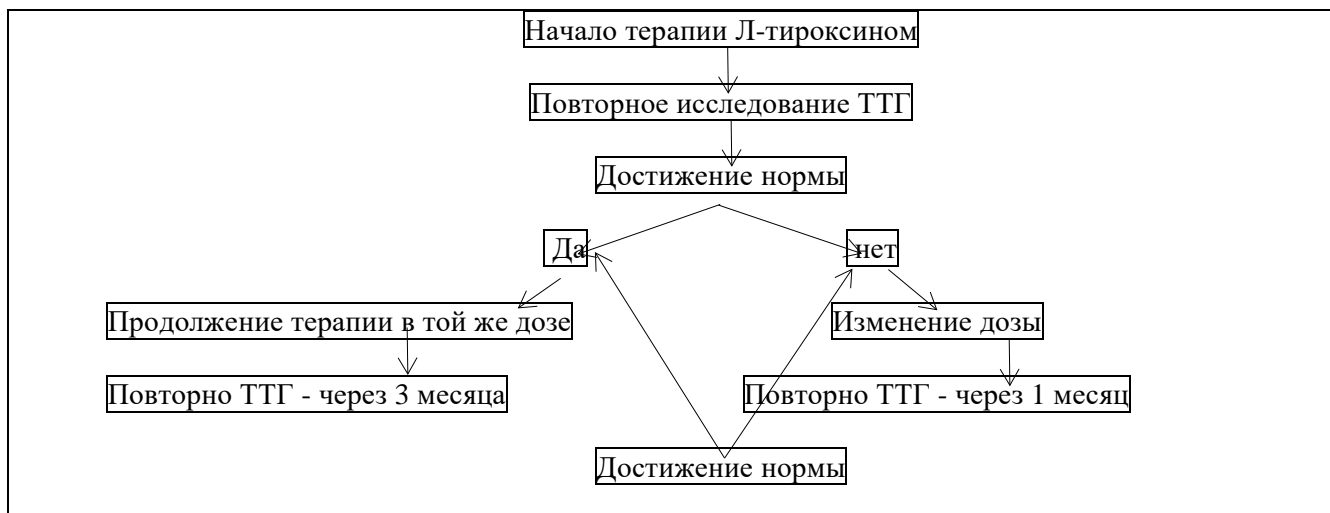 Начало терапии Л-тироксином
Повторное исследование ТТГ
Достижение нормы
Да
нет
Продолжение терапии в той же дозе
Изменение дозы
Повторно ТТГ - через 3 месяца
Повторно ТТГ - через 1 месяц
Достижение нормы